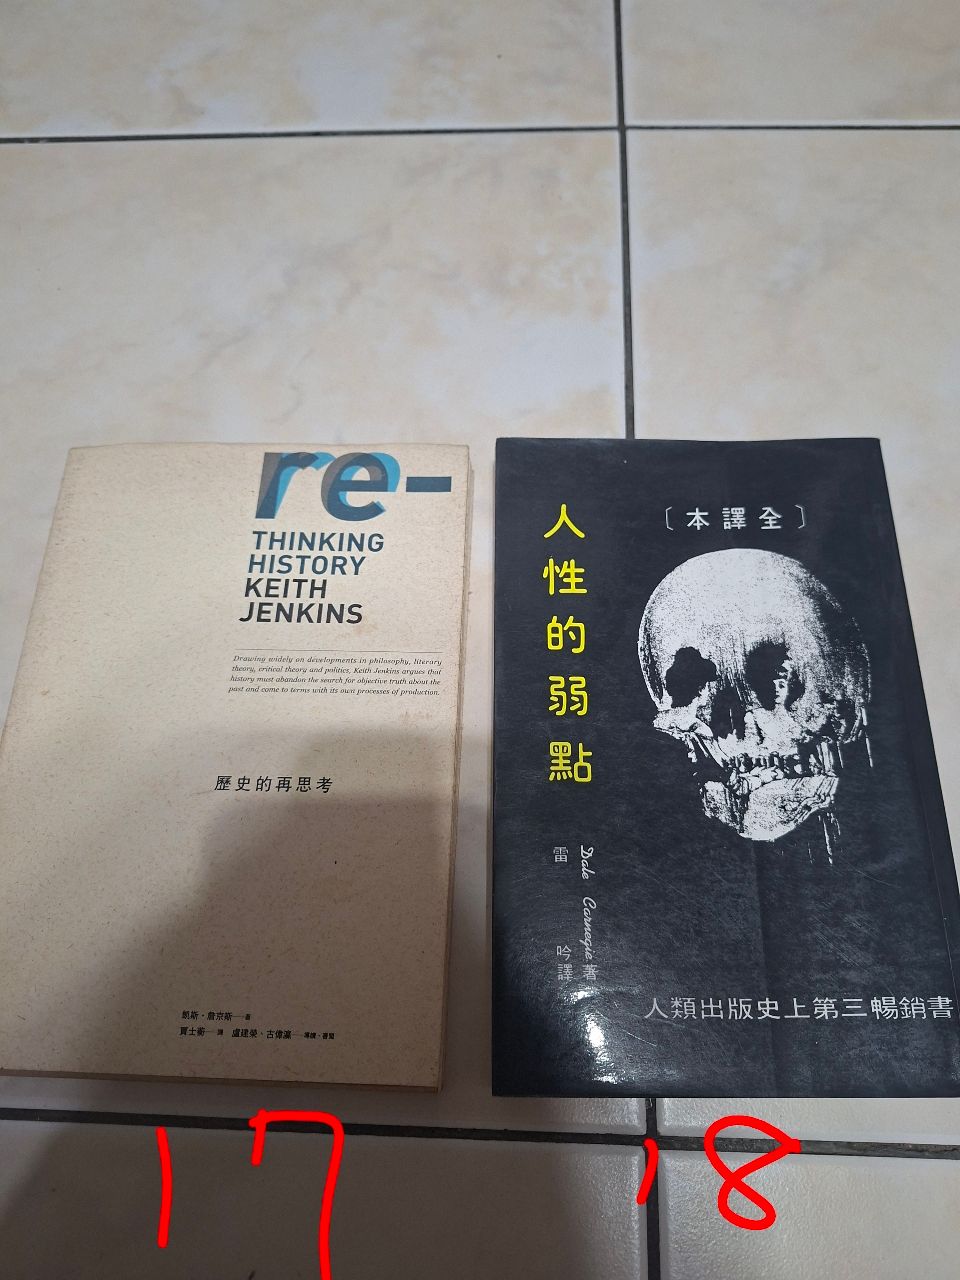 re-
THINKING
HISTORY
KEITH
JENKINS
Drawing widely on developments in philosophy, literary
theory, critical theory and politics, Keith Jenkins argues that
history must abandon the search for objective truth about the
past and come to terms with its own processes of production.
歷史的再思考
凱斯・詹京斯──著
賈士蘅──譯 盧建榮、古偉瀛──導讀・審閱
〔本譯全〕
人性的弱點
Dale Carnegie 著
雷吟譯
人類出版史上第三暢銷書
17
18